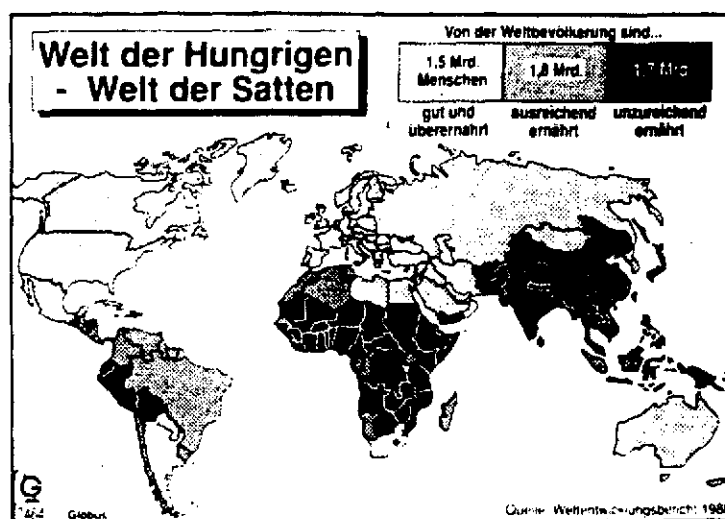 Welt der Hungrigen
- Welt der Satten
Von der Weltbevölkerung sind...
1,5 Mrd.
Menschen
1,8 Mrd.
1,7 Mrd
gut und
überernährt
ausreichend
ernährt
unzureichend
ernährt
G
Globus
Quelle: Weltentwicklungsbericht